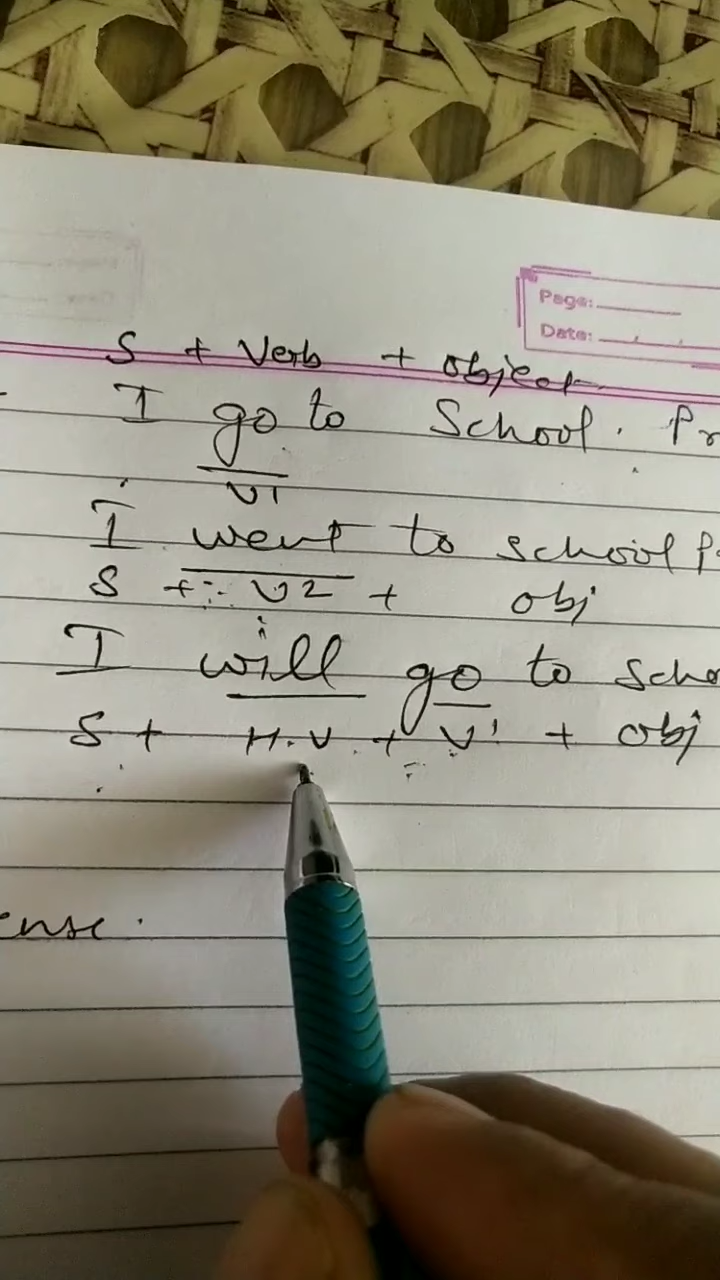 Page:
Date:
S + Verb + object
I go to School. Pr
V1
I went to school Pa
S + V2 + obj
I will go to Scho
S + H.V. + V1 + obj
ense.